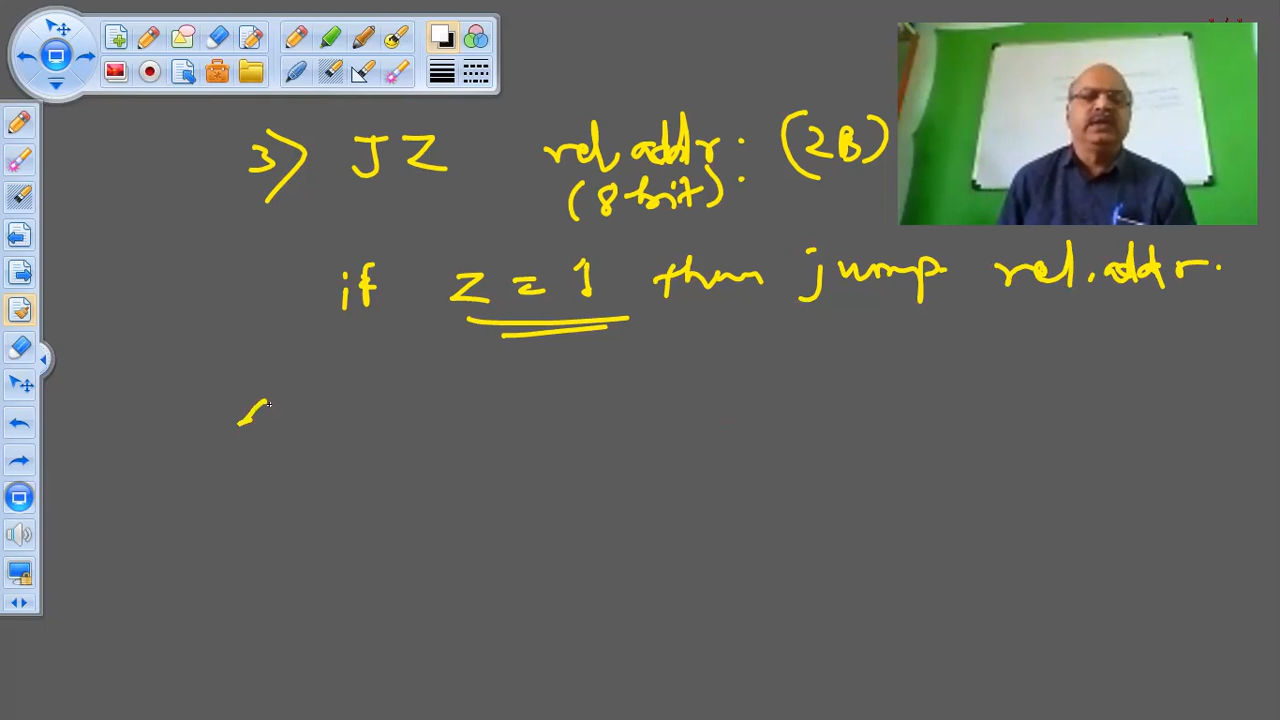 3) JZ rel. addr: (2B)
(8 bit):
if Z = 1 then jump rel. addr.